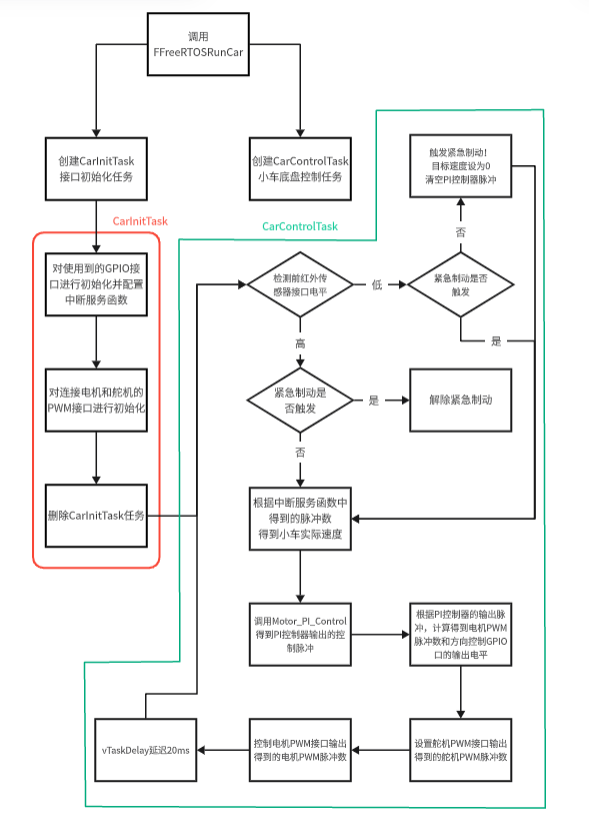 调用
FFreeRTOSRunCar
创建CarInitTask
接口初始化任务
创建CarControlTask
小车底盘控制任务
触发紧急制动!
目标速度设为0
清空PI控制器脉冲
CarInitTask
CarControlTask
否
对使用到的GPIO接
口进行初始化并配置
中断服务函数
检测前红外传
感器接口电平
低
紧急制动是否
触发
高
是
对连接电机和舵机的
PWM接口进行初始化
紧急制动是
否触发
是
解除紧急制动
否
删除CarInitTask任务
根据中断服务函数中
得到的脉冲数
得到小车实际速度
调用Motor_PI_Control
得到PI控制器输出的控
制脉冲
根据PI控制器的输出脉
冲，计算得到电机PWM
脉冲数和方向控制GPIO
口的输出电平
vTaskDelay延迟20ms
控制电机PWM接口输出
得到的电机PWM脉冲数
设置舵机PWM接口输出
得到的舵机PWM脉冲数